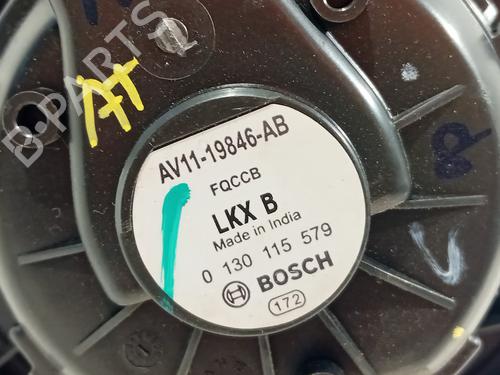 B-PARTS
AV11-19846-AB
FQCCB
LKX B
Made in India
0 130 115 579
BOSCH
172